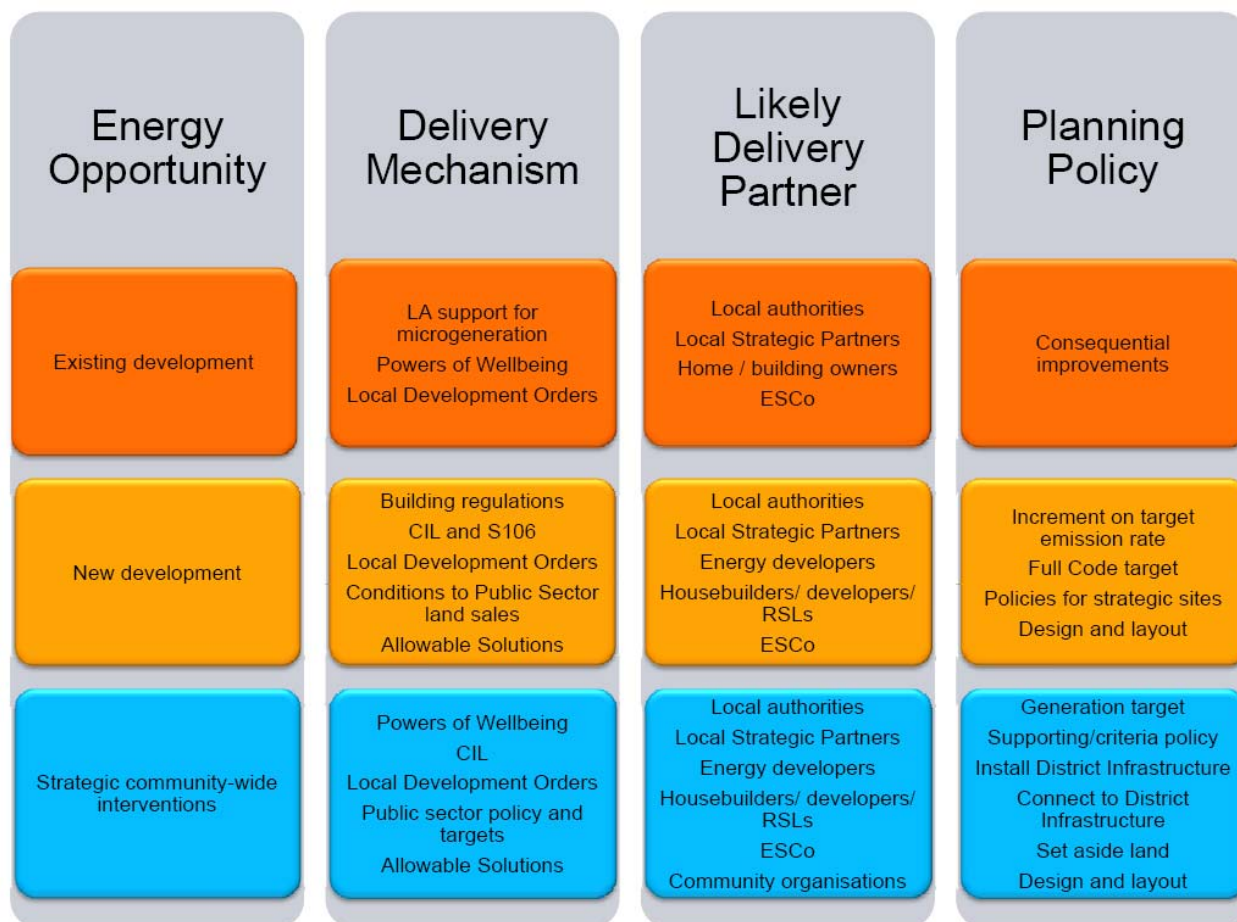 Energy
Opportunity
Delivery
Mechanism
Likely
Delivery
Partner
Planning
Policy
Existing development
LA support for
microgeneration
Powers of Wellbeing
Local Development Orders
Local authorities
Local Strategic Partners
Home / building owners
ESCo
Consequential
improvements
New development
Building regulations
CIL and S106
Local Development Orders
Conditions to Public Sector
land sales
Allowable Solutions
Local authorities
Local Strategic Partners
Energy developers
Housebuilders/ developers/
RSLs
ESCo
Increment on target
emission rate
Full Code target
Policies for strategic sites
Design and layout
Strategic community-wide
interventions
Powers of Wellbeing
CIL
Local Development Orders
Public sector policy and
targets
Allowable Solutions
Local authorities
Local Strategic Partners
Energy developers
Housebuilders/ developers/
RSLs
ESCo
Community organisations
Generation target
Supporting/criteria policy
Install District Infrastructure
Connect to District
Infrastructure
Set aside land
Design and layout